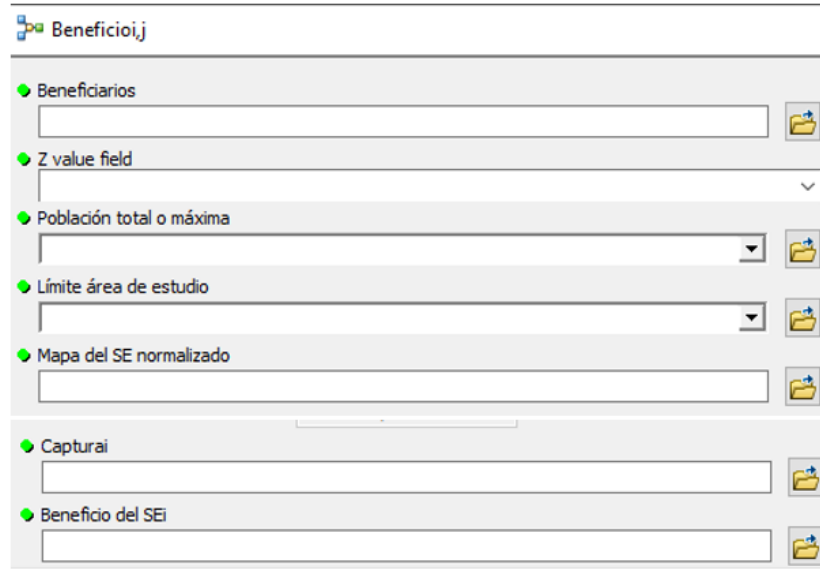 Beneficioi,j
Beneficiarios
Z value field
Población total o máxima
Límite área de estudio
Mapa del SE normalizado
Capturai
Beneficio del SEi